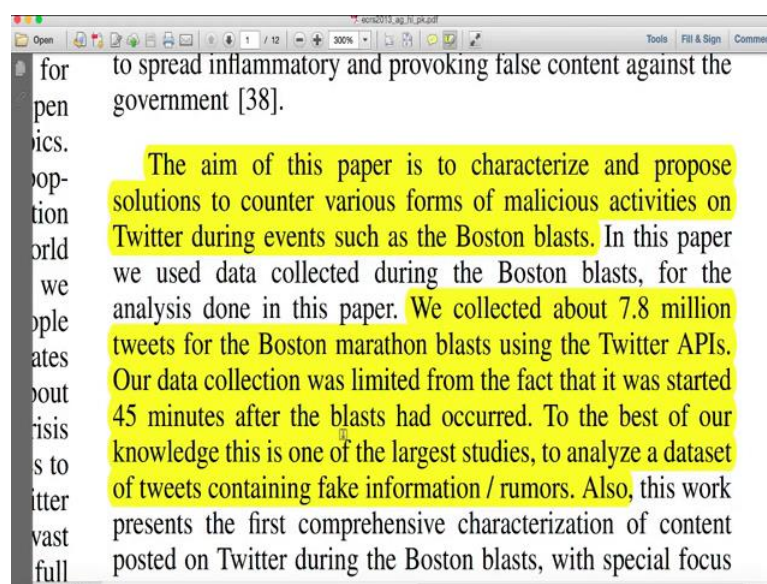 ecrs2013_ag_hl_pk.pdf
Open 1 / 12 300% Tools Fill & Sign Commen
for
pen
ics.
pop-
tion
orld
we
ople
ates
bout
risis
s to
itter
vast
full
to spread inflammatory and provoking false content against the
government [38].
The aim of this paper is to characterize and propose
solutions to counter various forms of malicious activities on
Twitter during events such as the Boston blasts. In this paper
we used data collected during the Boston blasts, for the
analysis done in this paper. We collected about 7.8 million
tweets for the Boston marathon blasts using the Twitter APIs.
Our data collection was limited from the fact that it was started
45 minutes after the blasts had occurred. To the best of our
knowledge this is one of the largest studies, to analyze a dataset
of tweets containing fake information / rumors. Also, this work
presents the first comprehensive characterization of content
posted on Twitter during the Boston blasts, with special focus